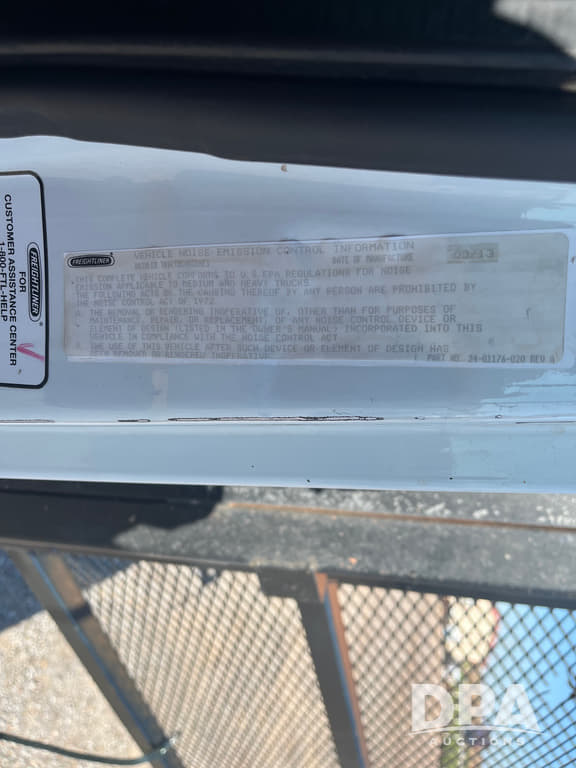 FREIGHTLINER
FOR
CUSTOMER ASSISTANCE CENTER
1-800-FTL-HELP
FREIGHTLINER
VEHICLE NOISE EMISSION CONTROL INFORMATION
DATE OF MANUFACTURE
THIS COMPLETE VEHICLE CONFORMS TO U.S. EPA REGULATIONS FOR NOISE
EMISSION APPLICABLE TO MEDIUM AND HEAVY TRUCKS.
THE FOLLOWING ACTS OR THE CAUSING THEREOF BY ANY PERSON ARE PROHIBITED BY
THE NOISE CONTROL ACT OF 1972
A. THE REMOVAL OR RENDERING INOPERATIVE OF, OTHER THAN FOR PURPOSES OF
MAINTENANCE, REPAIR, OR REPLACEMENT, OF ANY NOISE CONTROL DEVICE OR
ELEMENT OF DESIGN (LISTED IN THE OWNER'S MANUAL) INCORPORATED INTO THIS
VEHICLE IN COMPLIANCE WITH THE NOISE CONTROL ACT
THE USE OF THIS VEHICLE AFTER SUCH DEVICE OR ELEMENT OF DESIGN HAS
BEEN REMOVED OR RENDERED INOPERATIVE.
PART NO. 24-01176-020 REV A
DPA
AUCTIONS